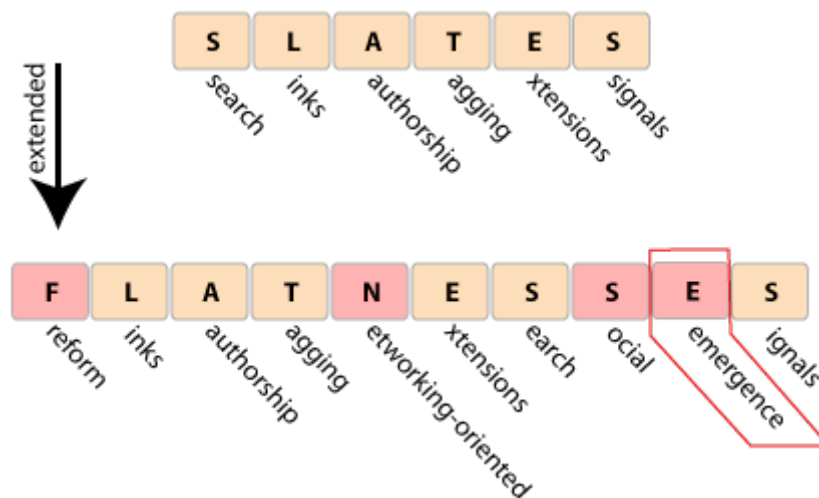 S L A T E S
search
inks
authorship
agging
xtensions
signals
extended
F L A T N E S S E S
reform
inks
authorship
agging
etworking-oriented
xtensions
earch
ocial
emergence
ignals